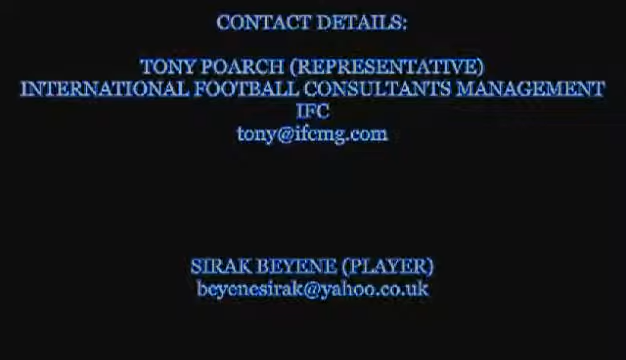 CONTACT DETAILS:
TONY POARCH (REPRESENTATIVE)
INTERNATIONAL FOOTBALL CONSULTANTS MANAGEMENT
IFC
tony@ifcmg.com
SIRAK BEYENE (PLAYER)
beyenesirak@yahoo.co.uk